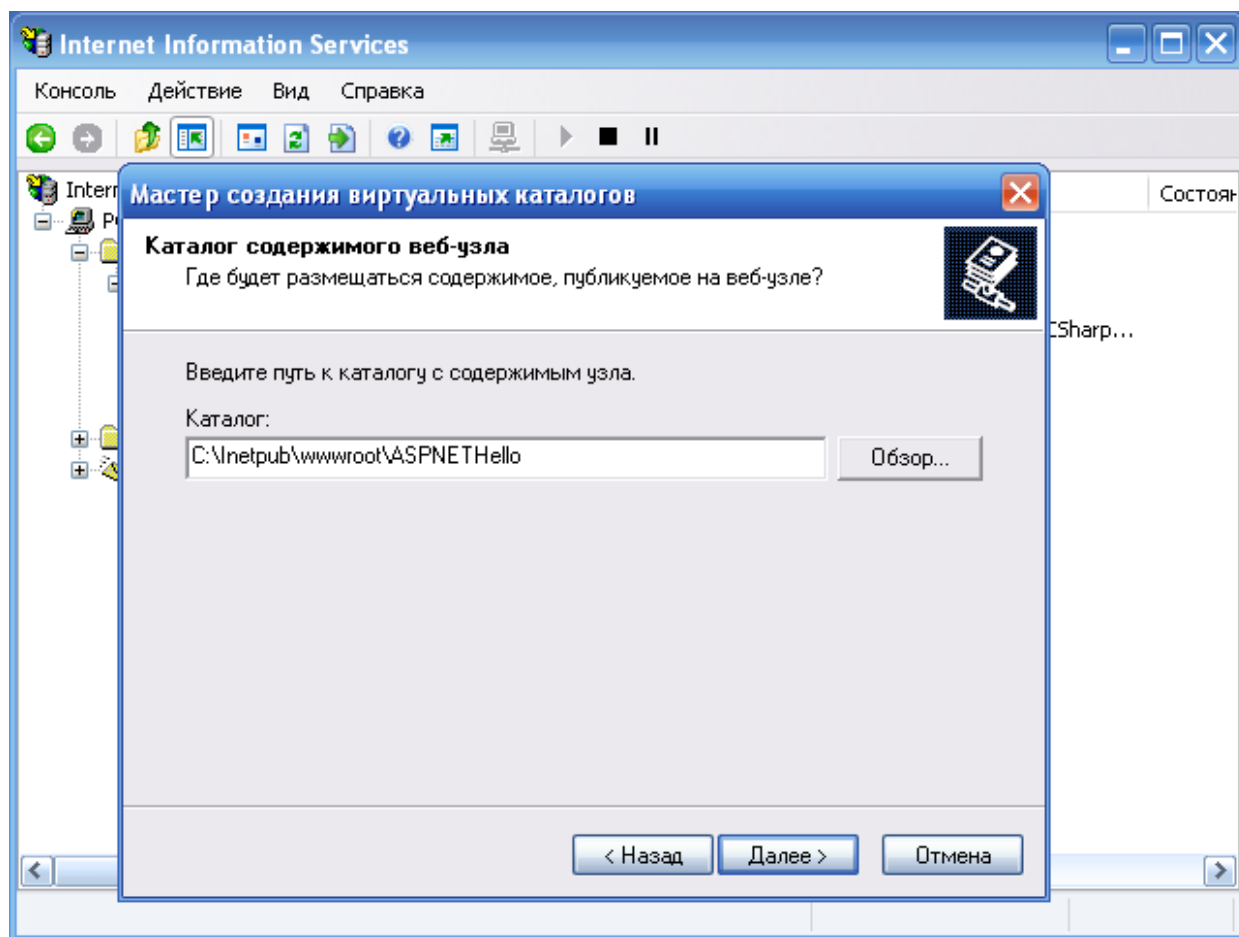 Internet Information Services
Консоль Действие Вид Справка
Мастер создания виртуальных каталогов
Состоян
Каталог содержимого веб-узла
Где будет размещаться содержимое, публикуемое на веб-узле?
CSharp...
Введите путь к каталогу с содержимым узла.
Каталог:
C:\Inetpub\wwwroot\ASPNETHello Обзор...
< Назад Далее > Отмена